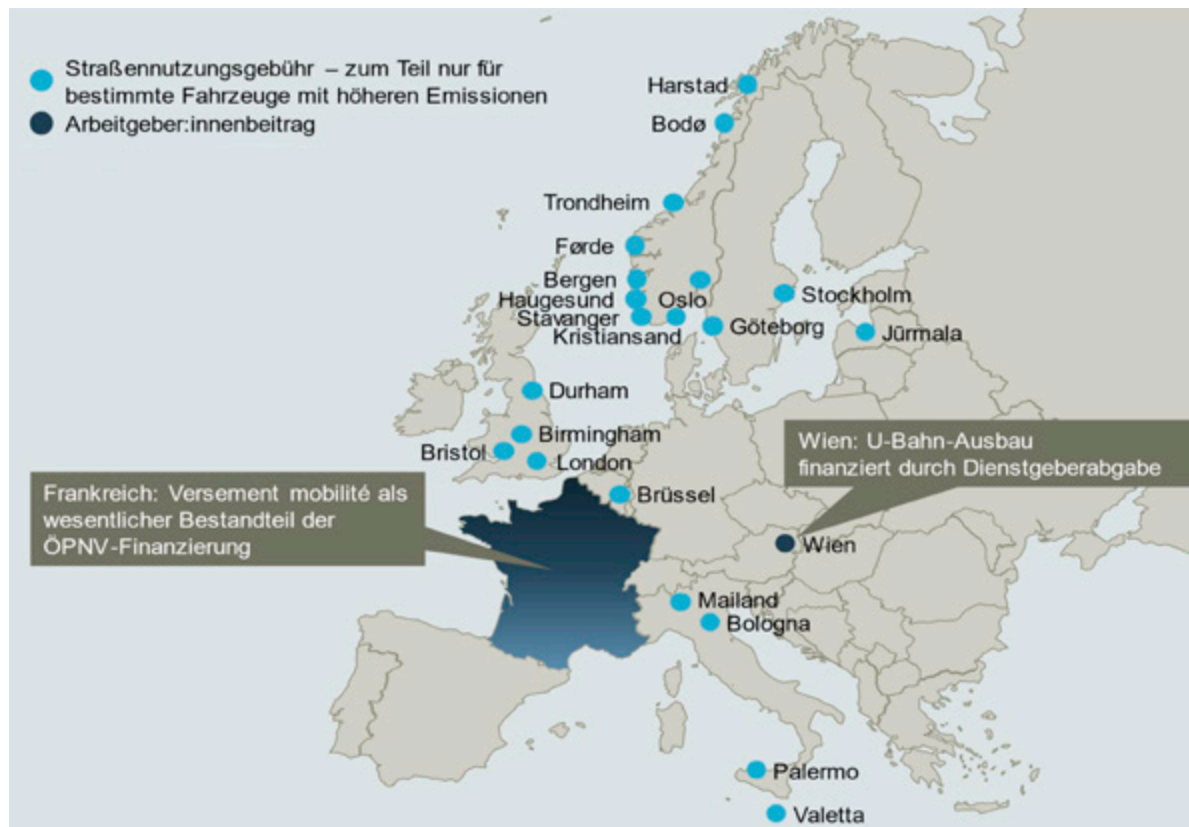 Straßennutzungsgebühr – zum Teil nur für
bestimmte Fahrzeuge mit höheren Emissionen
Arbeitgeber:innenbeitrag
Harstad
Bodø
Trondheim
Førde
Bergen
Haugesund
Oslo
Stavanger
Kristiansand
Stockholm
Göteborg
Jūrmala
Durham
Birmingham
Bristol
London
Wien: U-Bahn-Ausbau
finanziert durch Dienstgeberabgabe
Frankreich: Versement mobilité als
wesentlicher Bestandteil der
ÖPNV-Finanzierung
Brüssel
Wien
Mailand
Bologna
Palermo
Valetta